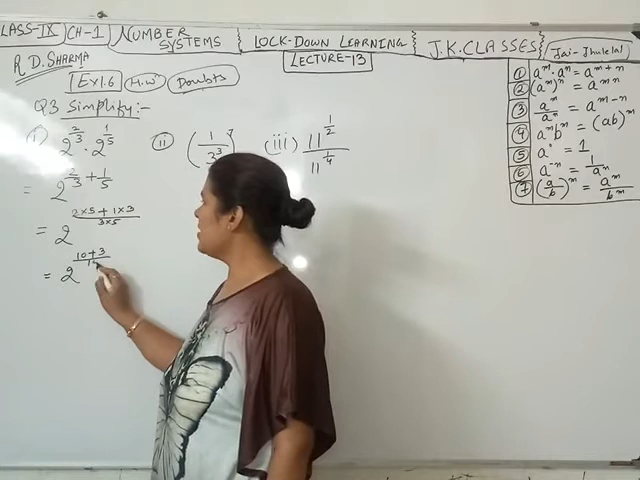 CLASS-IX CH-1 NUMBER SYSTEMS LOCK-DOWN LEARNING J.K.CLASSES Jai-Jhulelal
R.D.SHARMA LECTURE-13
Ex1.6 H.W Doubts
Q3 Simplify:-
i) 2^{2/3} · 2^{1/5} ii) (1/3^3)^7 (iii) 11^{1/2} / 11^{1/4}
= 2^{2/3 + 1/5}
= 2^{(2×5 + 1×3)/(3×5)}
= 2^{(10+3)/15}
① a^m · a^n = a^{m+n}
② (a^m)^n = a^{mn}
③ a^m / a^n = a^{m-n}
④ a^m b^m = (ab)^m
⑤ a^0 = 1
⑥ a^{-n} = 1/a^n
⑦ (a/b)^m = a^m / b^m